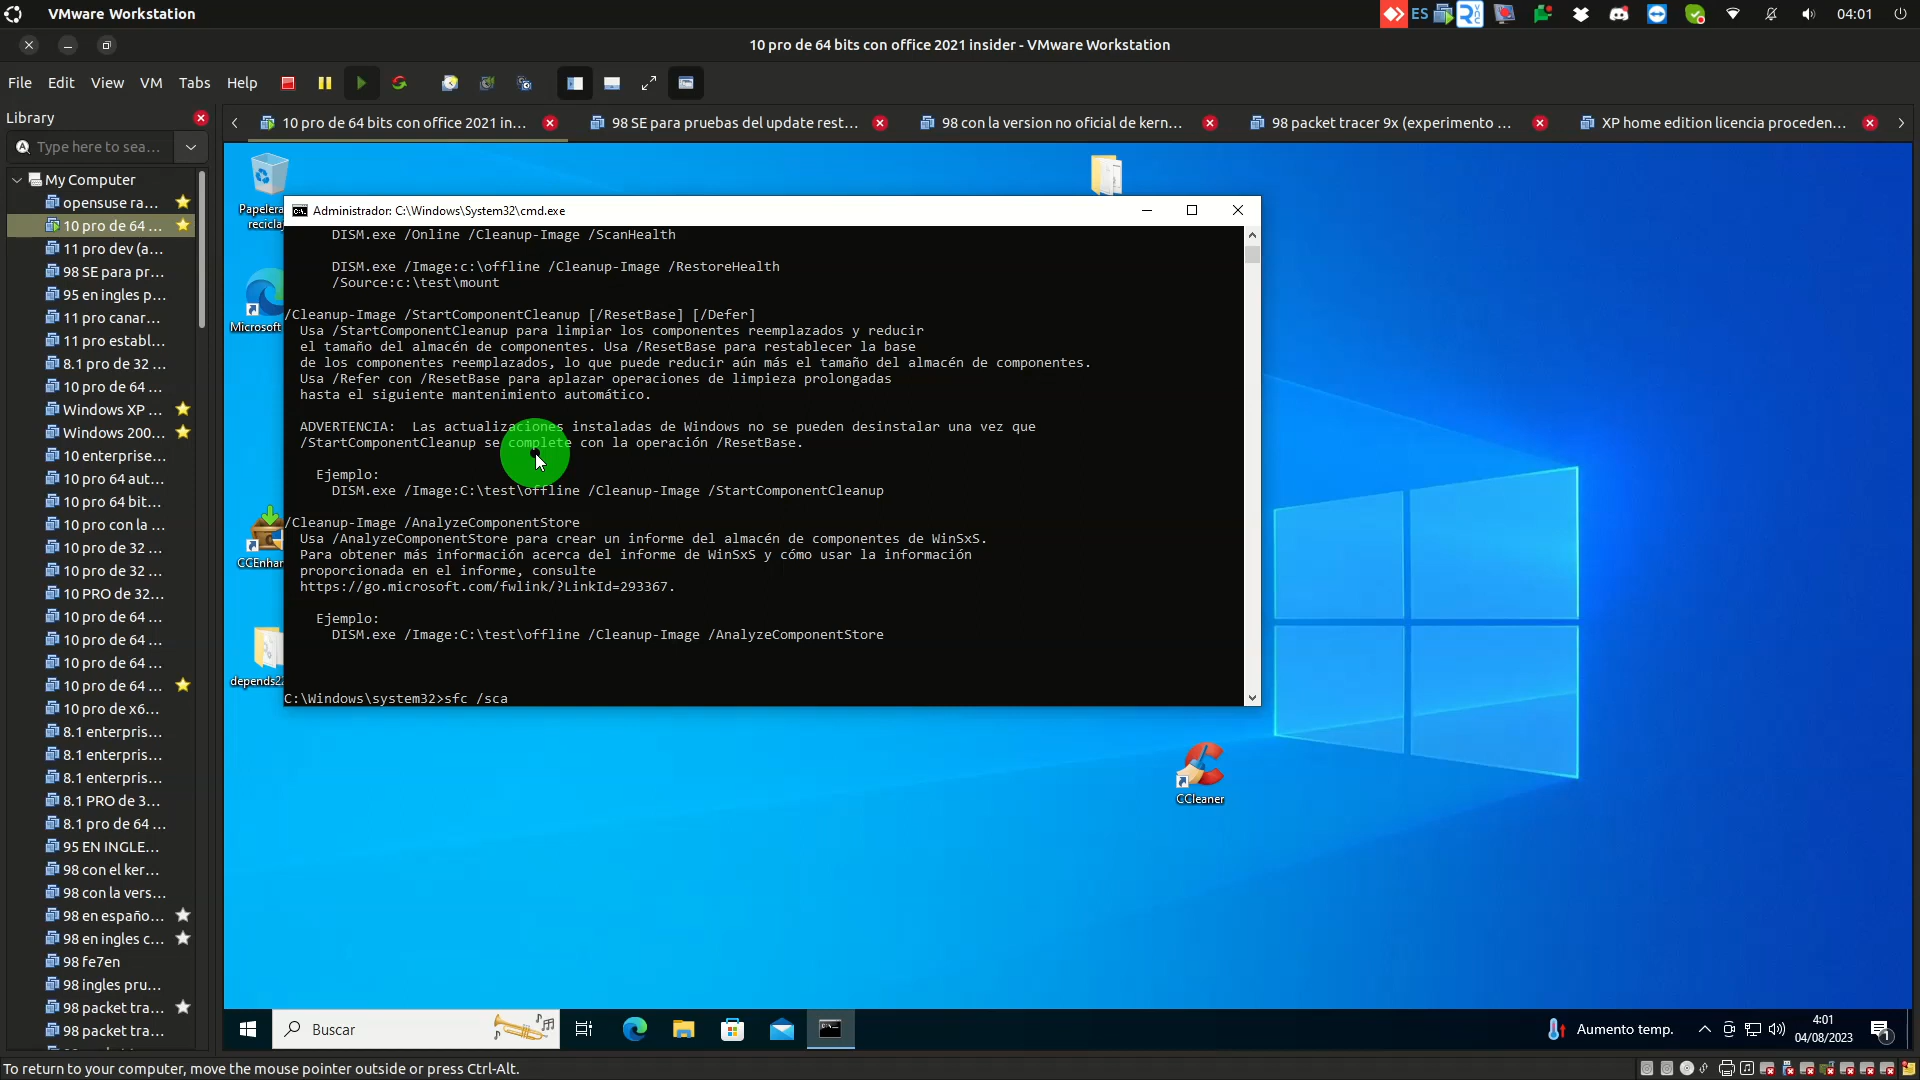 VMware Workstation
ES
04:01
10 pro de 64 bits con office 2021 insider - VMware Workstation
File Edit View VM Tabs Help
Library
10 pro de 64 bits con office 2021 in...
98 SE para pruebas del update rest...
98 con la version no oficial de kern...
98 packet tracer 9x (experimento ...
XP home edition licencia proceden...
Type here to sea...
My Computer
opensuse ra...
10 pro de 64 ...
11 pro dev (a...
98 SE para pr...
95 en ingles p...
11 pro canar...
11 pro establ...
8.1 pro de 32 ...
10 pro de 64 ...
Windows XP ...
Windows 200...
10 enterprise...
10 pro 64 aut...
10 pro 64 bit...
10 pro con la ...
10 pro de 32 ...
10 pro de 32 ...
10 PRO de 32...
10 pro de 64 ...
10 pro de 64 ...
10 pro de 64 ...
10 pro de 64 ...
10 pro de x6...
8.1 enterpris...
8.1 enterpris...
8.1 enterpris...
8.1 PRO de 3...
8.1 pro de 64 ...
95 EN INGLE...
98 con el ker...
98 con la vers...
98 en españo...
98 en ingles c...
98 fe7en
98 ingles pru...
98 packet tra...
98 packet tra...
Papelera
recicla
Microsoft
CCEnhan
CCleaner
Administrador: C:\Windows\System32\cmd.exe
DISM.exe /Online /Cleanup-Image /ScanHealth
DISM.exe /Image:c:\offline /Cleanup-Image /RestoreHealth
/Source:c:\test\mount
/Cleanup-Image /StartComponentCleanup [/ResetBase] [/Defer]
Usa /StartComponentCleanup para limpiar los componentes reemplazados y reducir
el tamaño del almacén de componentes. Usa /ResetBase para restablecer la base
de los componentes reemplazados, lo que puede reducir aún más el tamaño del almacén de componentes.
Usa /Refer con /ResetBase para aplazar operaciones de limpieza prolongadas
hasta el siguiente mantenimiento automático.
ADVERTENCIA: Las actualizaciones instaladas de Windows no se pueden desinstalar una vez que
/StartComponentCleanup se complete con la operación /ResetBase.
Ejemplo:
DISM.exe /Image:C:\test\offline /Cleanup-Image /StartComponentCleanup
/Cleanup-Image /AnalyzeComponentStore
Usa /AnalyzeComponentStore para crear un informe del almacén de componentes de WinSxS.
Para obtener más información acerca del informe de WinSxS y cómo usar la información
proporcionada en el informe, consulte
https://go.microsoft.com/fwlink/?LinkId=293367.
Ejemplo:
DISM.exe /Image:C:\test\offline /Cleanup-Image /AnalyzeComponentStore
C:\Windows\system32>sfc /sca
Buscar
Aumento temp.
4:01
04/08/2023
1
To return to your computer, move the mouse pointer outside or press Ctrl-Alt.